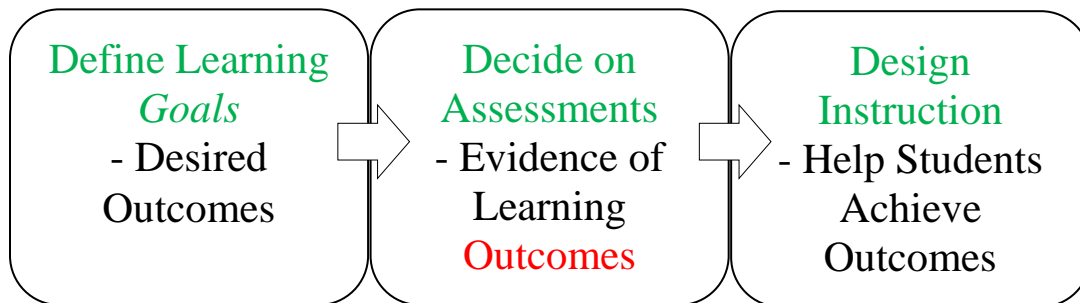 Define Learning
Goals
- Desired
Outcomes
Decide on
Assessments
- Evidence of
Learning
Outcomes
Design
Instruction
- Help Students
Achieve
Outcomes